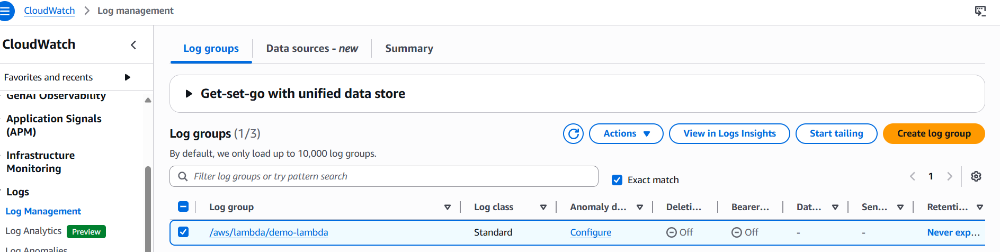 CloudWatch > Log management
CloudWatch
Favorites and recents
GenAI Observability
Application Signals
(APM)
Infrastructure
Monitoring
Logs
Log Management
Log Analytics Preview
Log Anomalies
Log groups
Data sources - new
Summary
Get-set-go with unified data store
Log groups (1/3)
Actions
View in Logs Insights
Start tailing
Create log group
By default, we only load up to 10,000 log groups.
Filter log groups or try pattern search
Exact match
1
Log group
Log class
Anomaly d...
Deleti...
Bearer...
Dat...
Sen...
Retenti...
/aws/lambda/demo-lambda
Standard
Configure
Off
Off
-
-
Never exp...